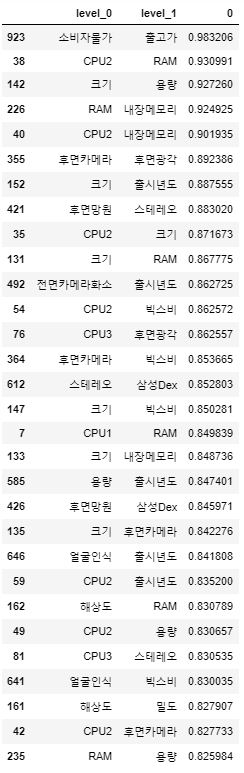 level_0 level_1 0
923 소비자물가 출고가 0.983206
38 CPU2 RAM 0.930991
142 크기 용량 0.927260
226 RAM 내장메모리 0.924925
40 CPU2 내장메모리 0.901935
355 후면카메라 후면광각 0.892386
152 크기 출시년도 0.887555
421 후면망원 스테레오 0.883020
35 CPU2 크기 0.871673
131 크기 RAM 0.867775
492 전면카메라화소 출시년도 0.862725
54 CPU2 빅스비 0.862572
76 CPU3 후면광각 0.862557
364 후면카메라 빅스비 0.853665
612 스테레오 삼성Dex 0.852803
147 크기 빅스비 0.850281
7 CPU1 RAM 0.849839
133 크기 내장메모리 0.848736
585 용량 출시년도 0.847401
426 후면망원 삼성Dex 0.845971
135 크기 후면카메라 0.842276
646 얼굴인식 출시년도 0.841808
59 CPU2 출시년도 0.835200
162 해상도 RAM 0.830789
49 CPU2 용량 0.830657
81 CPU3 스테레오 0.830535
641 얼굴인식 빅스비 0.830035
161 해상도 밀도 0.827907
42 CPU2 후면카메라 0.827733
235 RAM 용량 0.825984